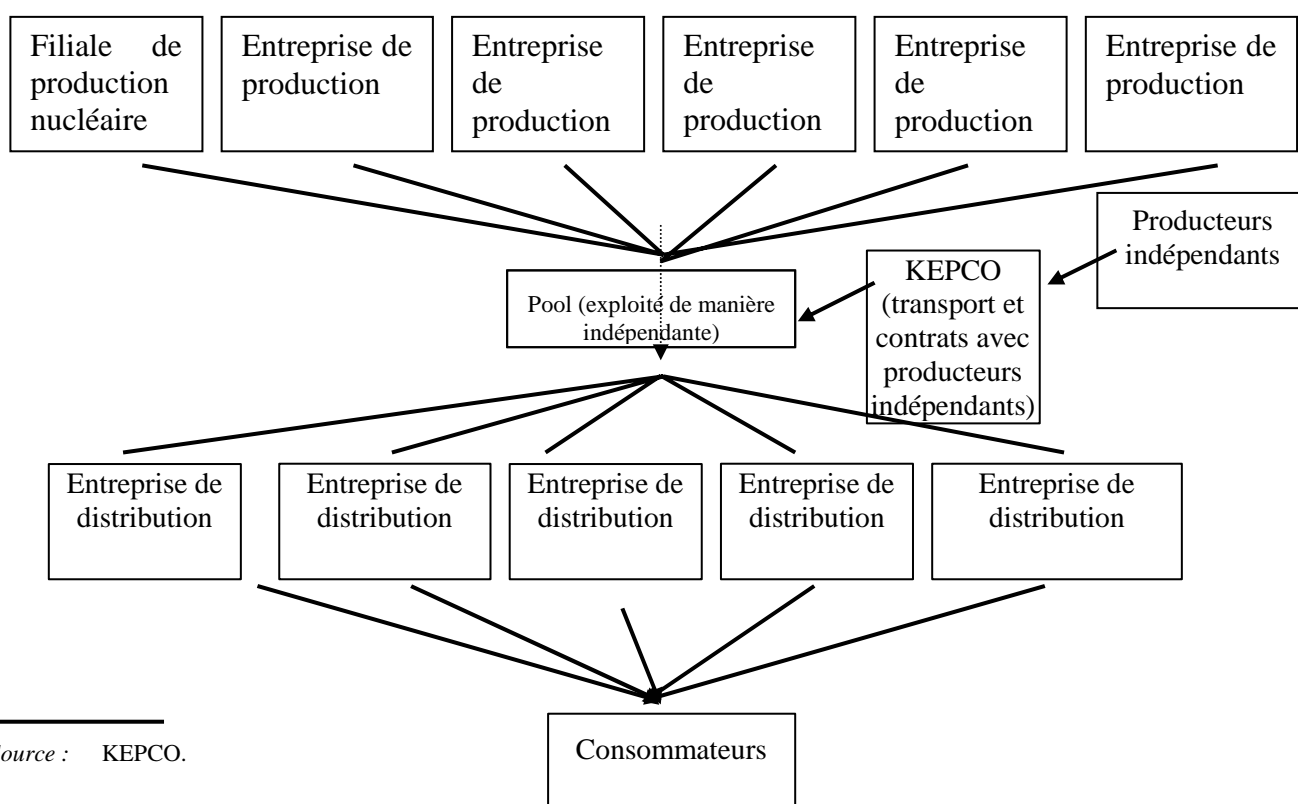 Filiale de
production
nucléaire
Entreprise de
production
Entreprise
de
production
Entreprise
de
production
Entreprise
de
production
Entreprise de
production
Producteurs
indépendants
KEPCO
(transport et
contrats avec
producteurs
indépendants)
Pool (exploité de manière
indépendante)
Entreprise de
distribution
Entreprise de
distribution
Entreprise de
distribution
Entreprise de
distribution
Entreprise de
distribution
Consommateurs
ource : KEPCO.